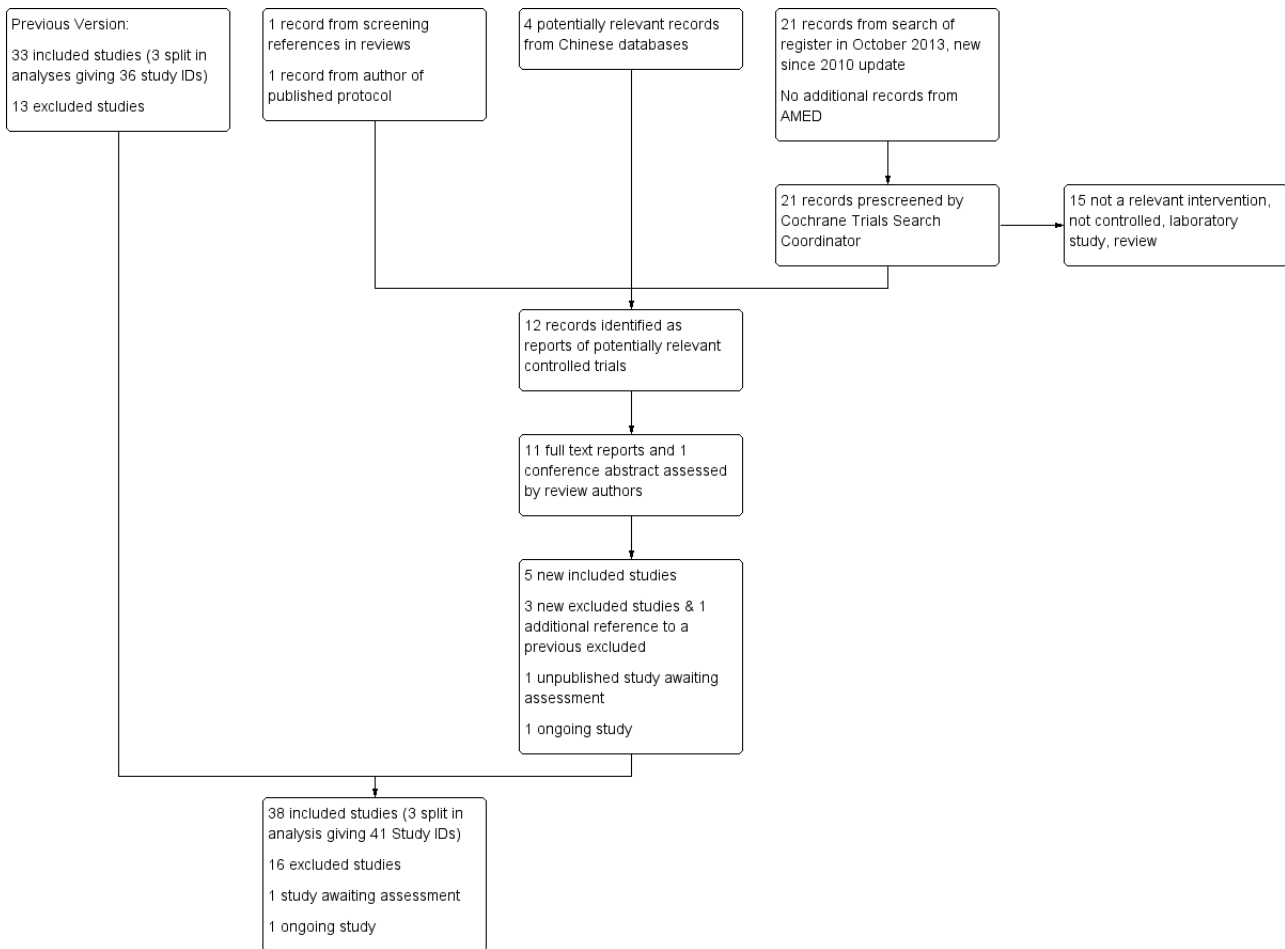 Previous Version:
33 included studies (3 split in
analyses giving 36 study IDs)
13 excluded studies
1 record from screening
references in reviews
1 record from author of
published protocol
4 potentially relevant records
from Chinese databases
21 records from search of
register in October 2013, new
since 2010 update
No additional records from
AMED
21 records prescreened by
Cochrane Trials Search
Coordinator
15 not a relevant intervention,
not controlled, laboratory
study, review
12 records identified as
reports of potentially relevant
controlled trials
11 full text reports and 1
conference abstract assessed
by review authors
5 new included studies
3 new excluded studies & 1
additional reference to a
previous excluded
1 unpublished study awaiting
assessment
1 ongoing study
38 included studies (3 split in
analysis giving 41 Study IDs)
16 excluded studies
1 study awaiting assessment
1 ongoing study